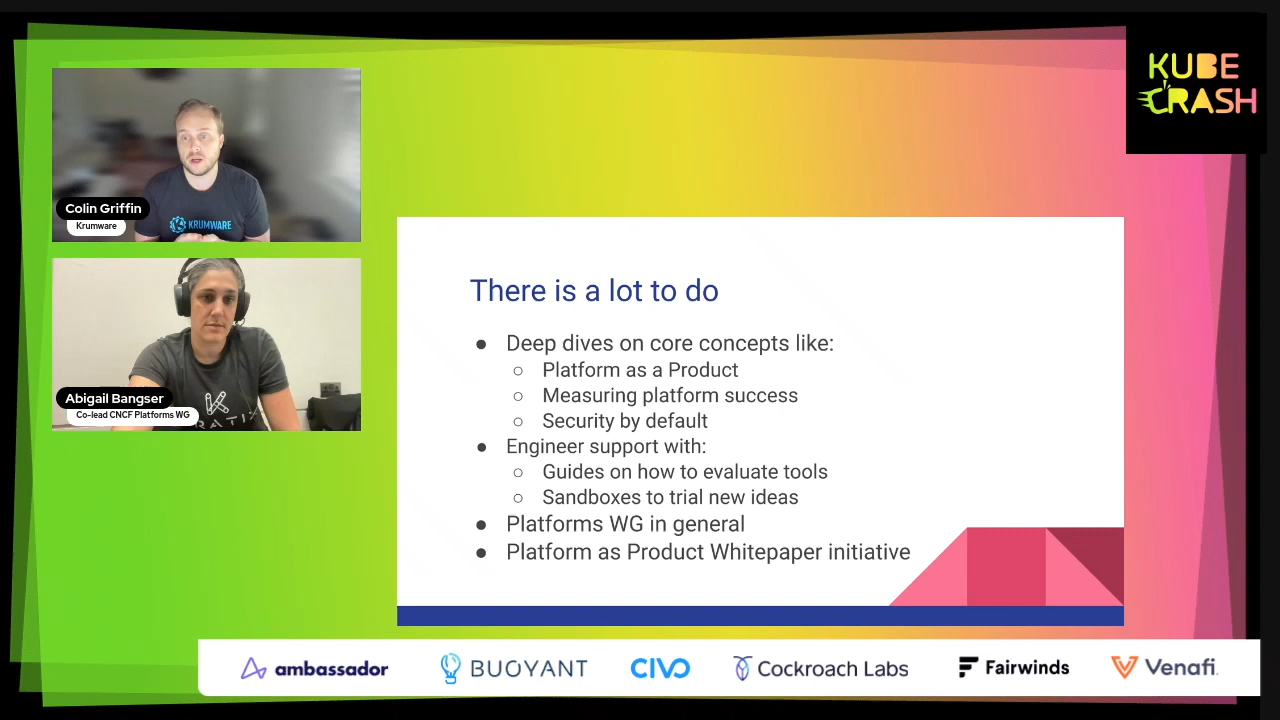 KUBE
CRASH
KRUMWARE
Colin Griffin
Krumware
Abigail Bangser
Co-lead CNCF Platforms WG
There is a lot to do
● Deep dives on core concepts like:
○ Platform as a Product
○ Measuring platform success
○ Security by default
● Engineer support with:
○ Guides on how to evaluate tools
○ Sandboxes to trial new ideas
● Platforms WG in general
● Platform as Product Whitepaper initiative
ambassador
BUOYANT
CIVO
Cockroach Labs
Fairwinds
Venafi.